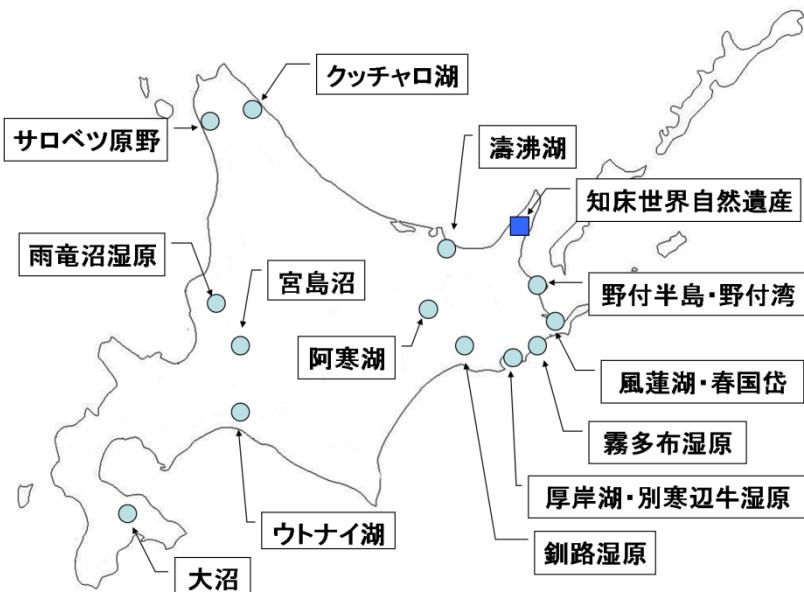 クッチャロ湖
サロベツ原野
濤沸湖
知床世界自然遺産
雨竜沼湿原
宮島沼
野付半島・野付湾
阿寒湖
風蓮湖・春国岱
霧多布湿原
厚岸湖・別寒辺牛湿原
ウトナイ湖
釧路湿原
大沼